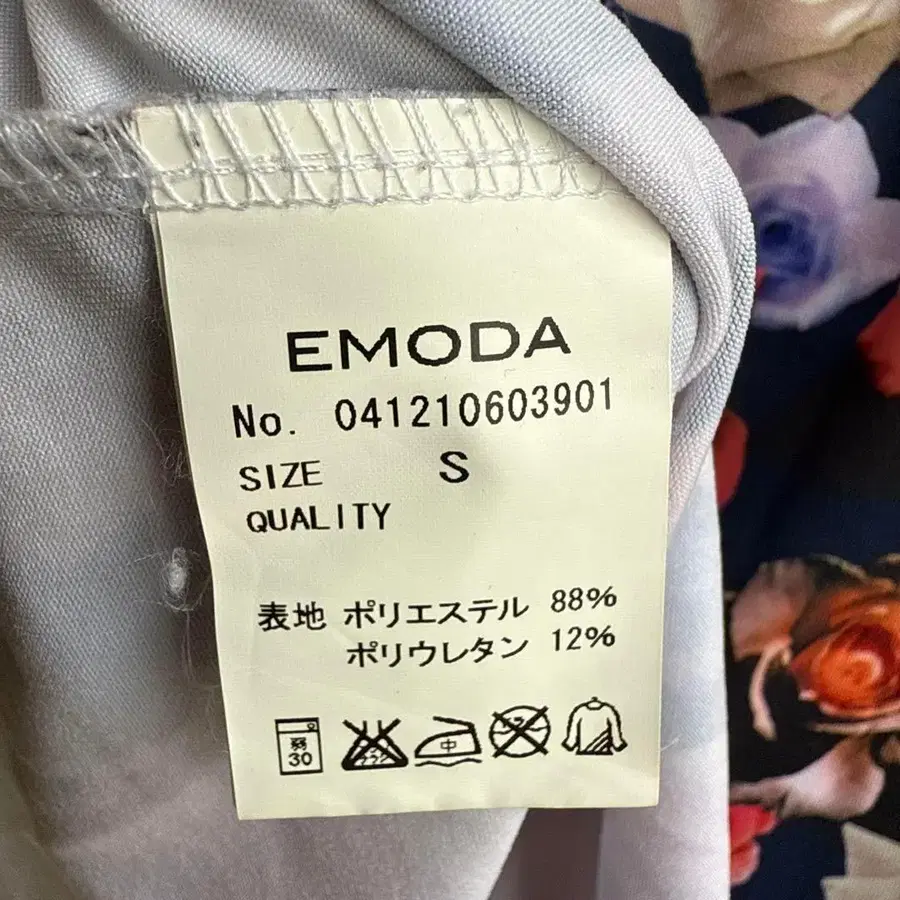 EMODA
No. 041210603901
SIZE S
QUALITY
表地 ポリエステル 88%
ポリウレタン 12%
弱 30 中